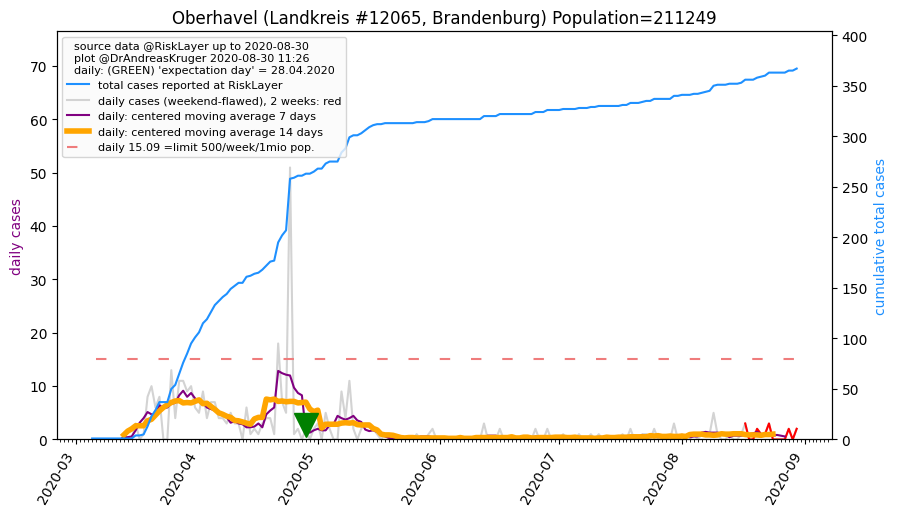 Oberhavel (Landkreis #12065, Brandenburg) Population=211249
source data @RiskLayer up to 2020-08-30
plot @DrAndreasKruger 2020-08-30 11:26
daily: (GREEN) 'expectation day' = 28.04.2020
total cases reported at RiskLayer
daily cases (weekend-flawed), 2 weeks: red
daily: centered moving average 7 days
daily: centered moving average 14 days
daily 15.09 =limit 500/week/1mio pop.
daily cases
70
60
50
40
30
20
10
0
cumulative total cases
400
350
300
250
200
150
100
50
0
2020-03
2020-04
2020-05
2020-06
2020-07
2020-08
2020-09